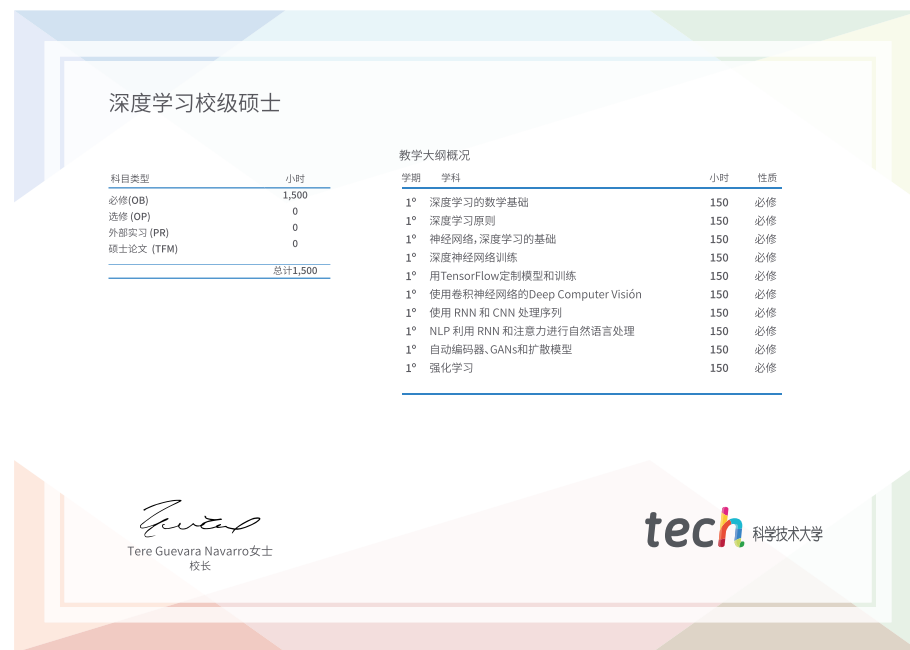 深度学习校级硕士
科目类型 小时
必修(OB) 1,500
选修 (OP) 0
外部实习 (PR) 0
硕士论文 (TFM) 0
总计1,500
教学大纲概况
学期 学科 小时 性质
1º 深度学习的数学基础 150 必修
1º 深度学习原则 150 必修
1º 神经网络，深度学习的基础 150 必修
1º 深度神经网络训练 150 必修
1º 用TensorFlow定制模型和训练 150 必修
1º 使用卷积神经网络的Deep Computer Visión 150 必修
1º 使用 RNN 和 CNN 处理序列 150 必修
1º NLP 利用 RNN 和注意力进行自然语言处理 150 必修
1º 自动编码器、GANs和扩散模型 150 必修
1º 强化学习 150 必修
Tere Guevara Navarro女士
校长
tech 科学技术大学